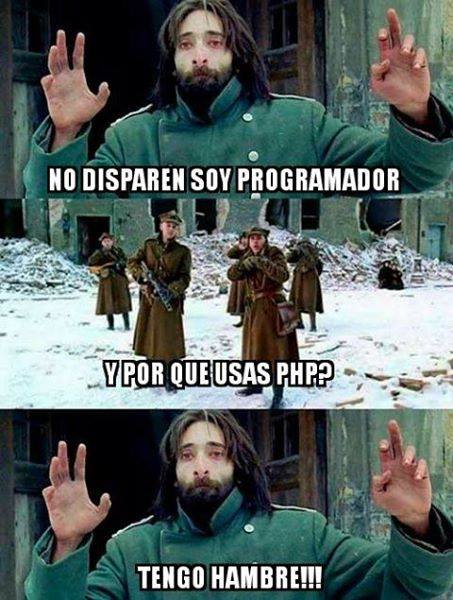 NO DISPAREN SOY PROGRAMADOR
Y POR QUE USAS PHP?
TENGO HAMBRE!!!